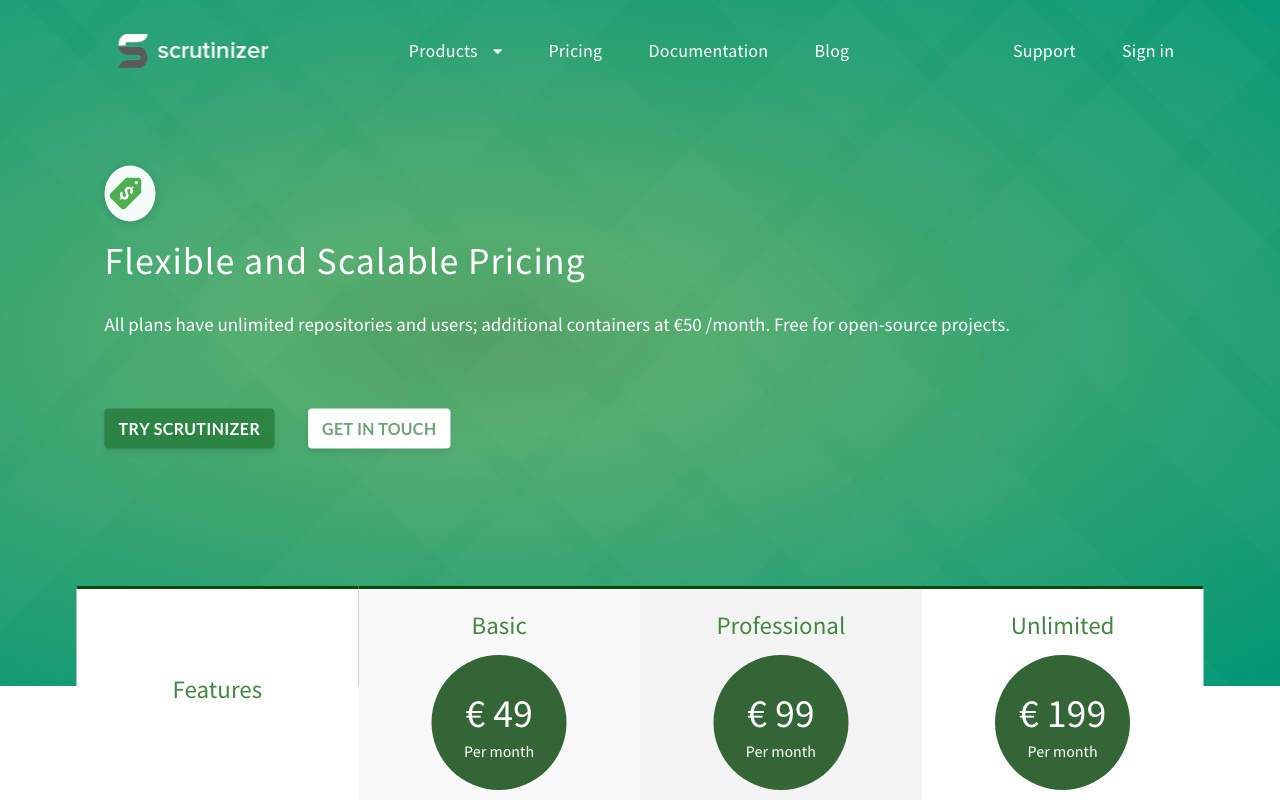 scrutinizer
Products
Pricing
Documentation
Blog
Support
Sign in
Flexible and Scalable Pricing
All plans have unlimited repositories and users; additional containers at €50 /month. Free for open-source projects.
TRY SCRUTINIZER
GET IN TOUCH
Features
Basic
€ 49
Per month
Professional
€ 99
Per month
Unlimited
€ 199
Per month